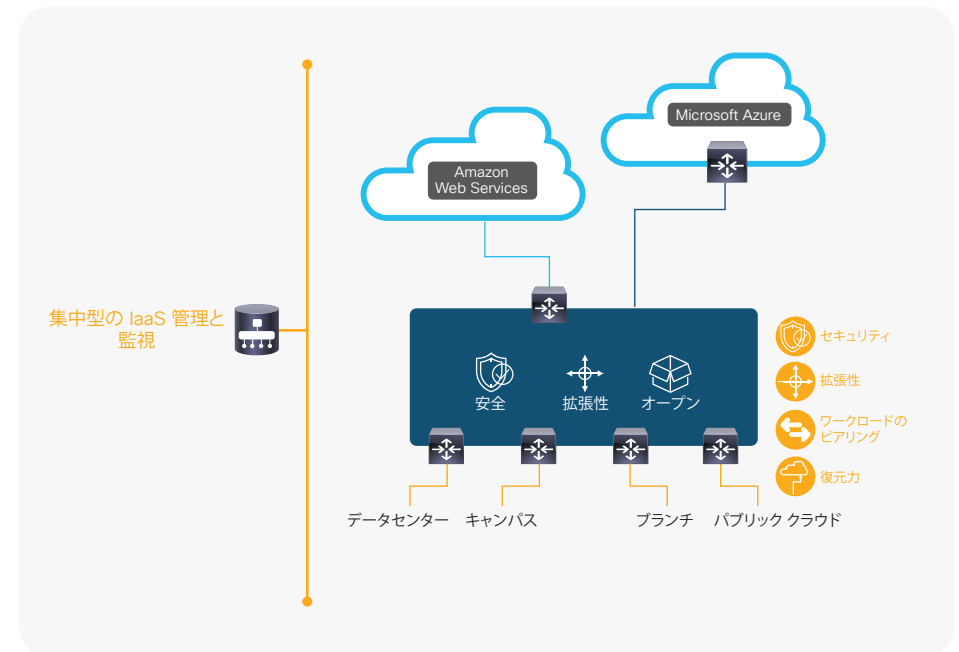 Microsoft Azure
Amazon
Web Services
集中型の IaaS 管理と
監視
安全
拡張性
オープン
セキュリティ
拡張性
ワークロードの
ピアリング
復元力
データセンター
キャンパス
ブランチ
パブリック クラウド